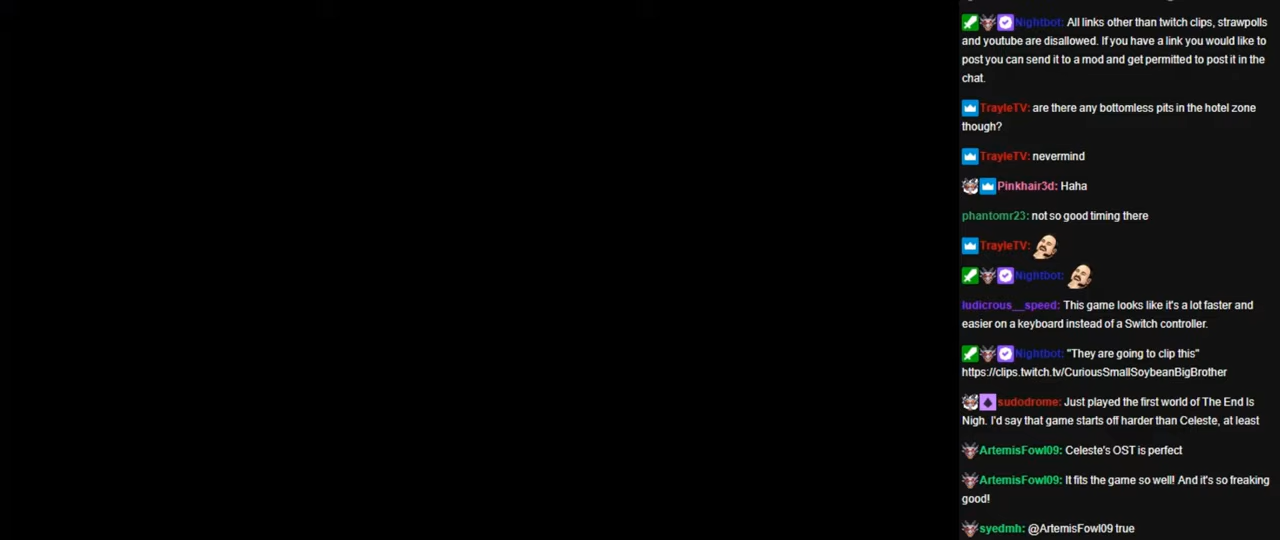 Nightbot: All links other than twitch clips, strawpolls
and youtube are disallowed. If you have a link you would like to
post you can send it to a mod and get permitted to post it in the
chat.
TrayleTV: are there any bottomless pits in the hotel zone
though?
TrayleTV: nevermind
Pinkhair3d: Haha
phantomr23: not so good timing there
TrayleTV:
Nightbot:
ludicrous__speed: This game looks like it's a lot faster and
easier on a keyboard instead of a Switch controller.
Nightbot: "They are going to clip this"
https://clips.twitch.tv/CuriousSmallSoybeanBigBrother
sudodrome: Just played the first world of The End Is
Nigh. I'd say that game starts off harder than Celeste, at least
ArtemisFowl09: Celeste's OST is perfect
ArtemisFowl09: It fits the game so well! And it's so freaking
good!
syedmh: @ArtemisFowl09 true